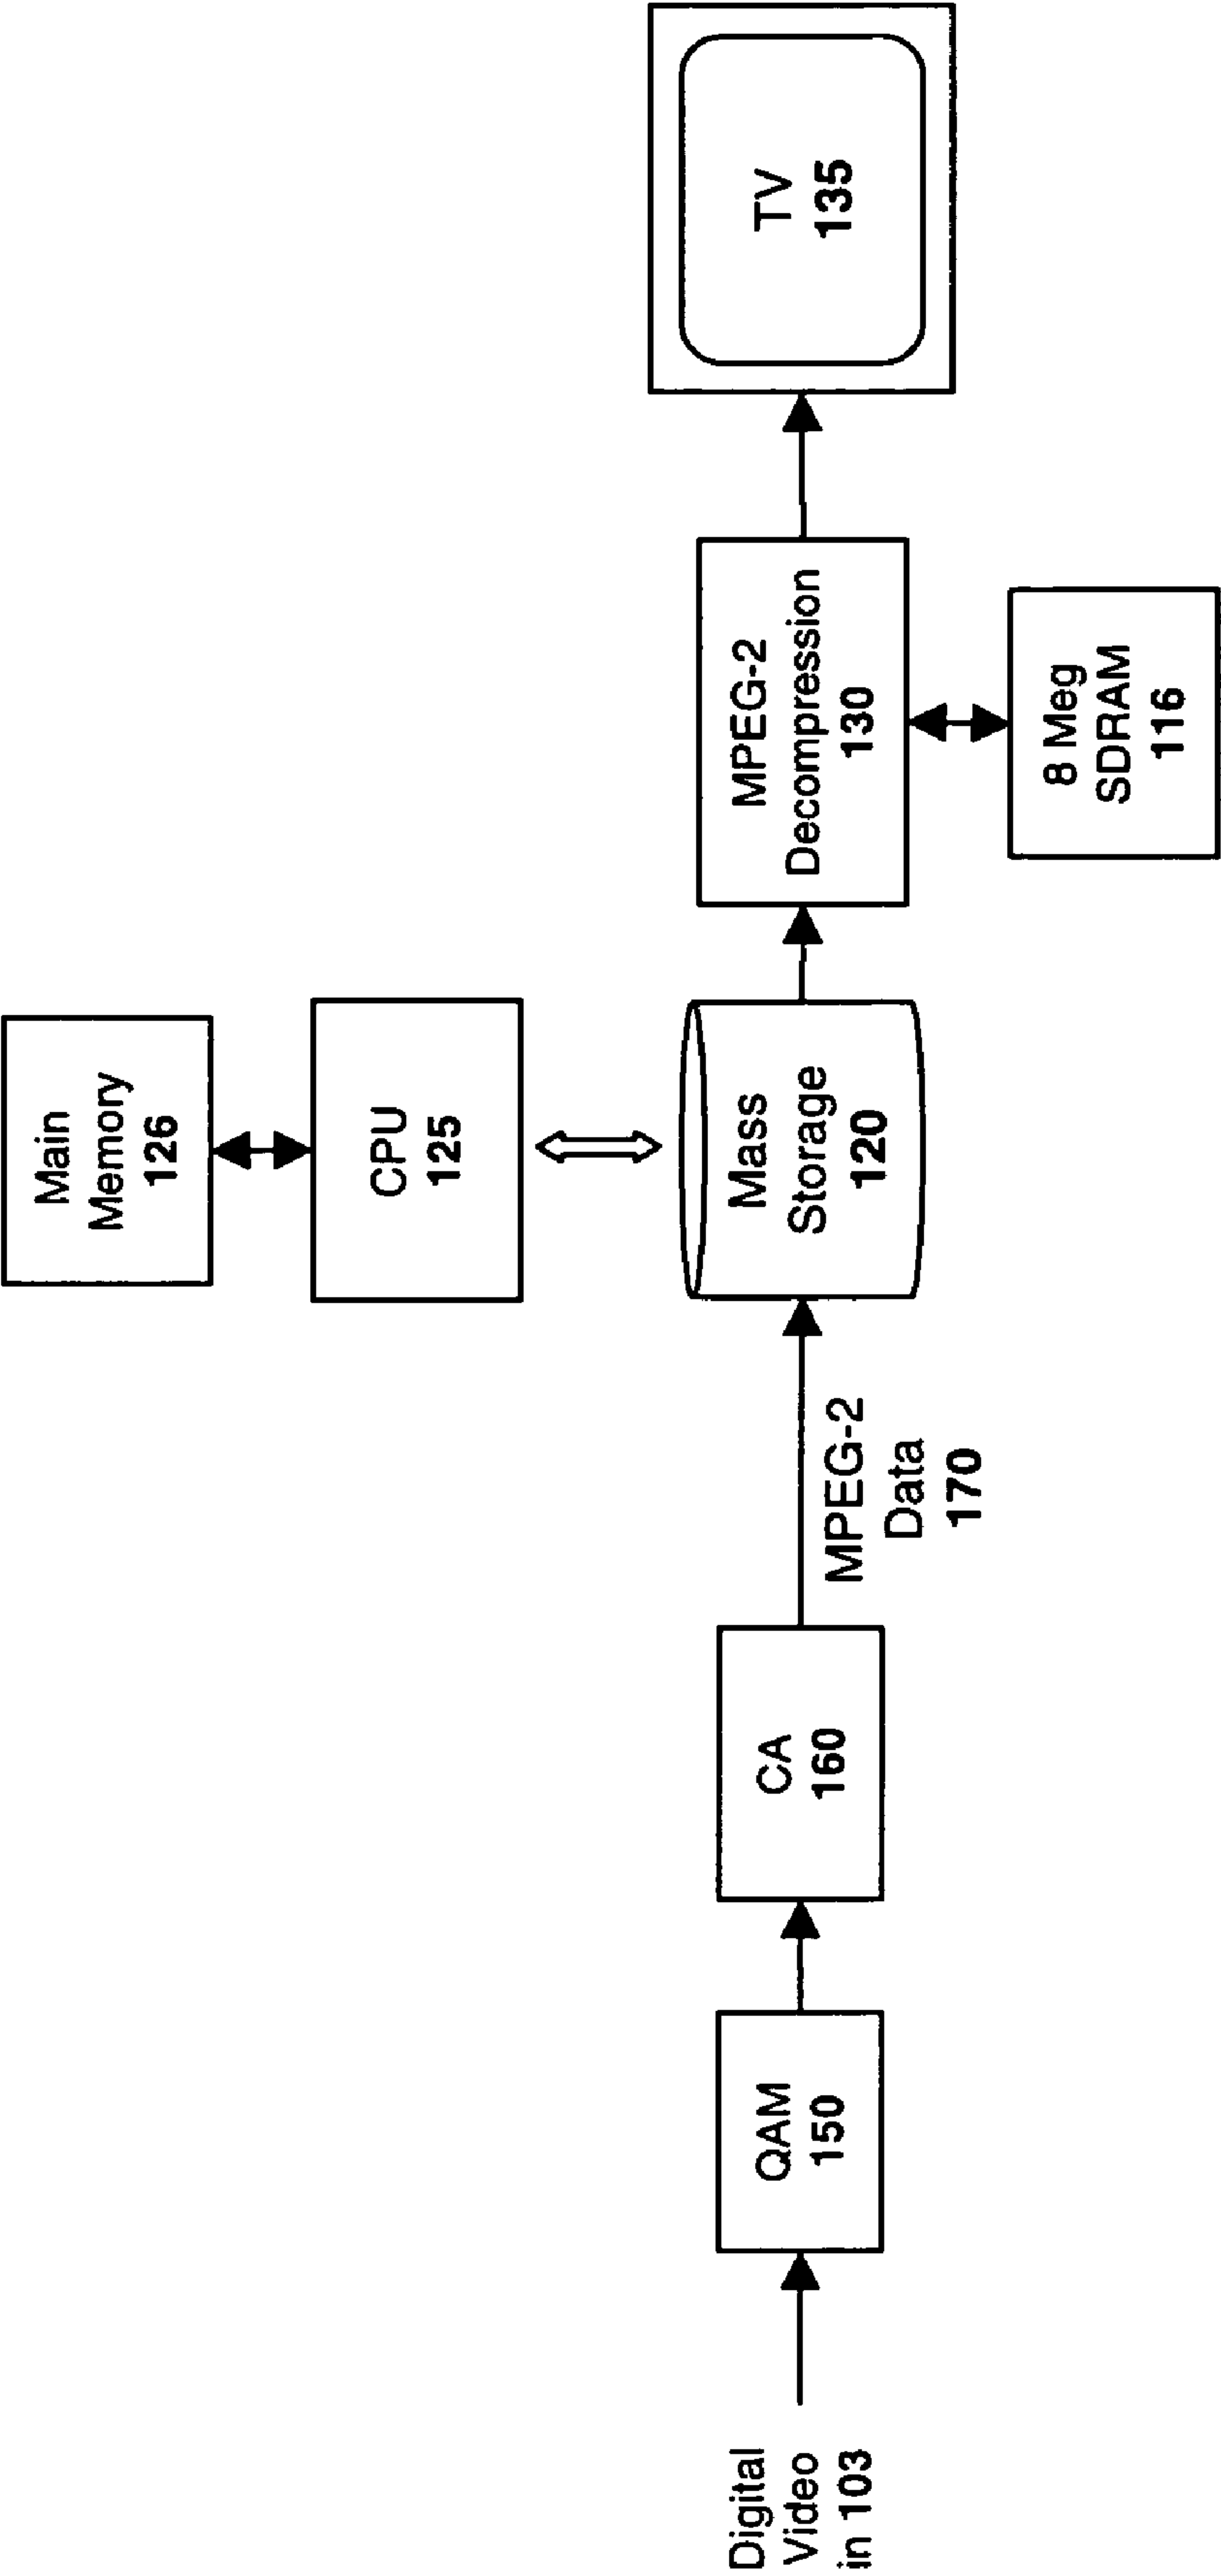 Main
Memory
126
CPU
125
Digital
Video
in 103
QAM
150
CA
160
MPEG-2
Data
170
Mass
Storage
120
MPEG-2
Decompression
130
TV
135
8 Meg
SDRAM
116